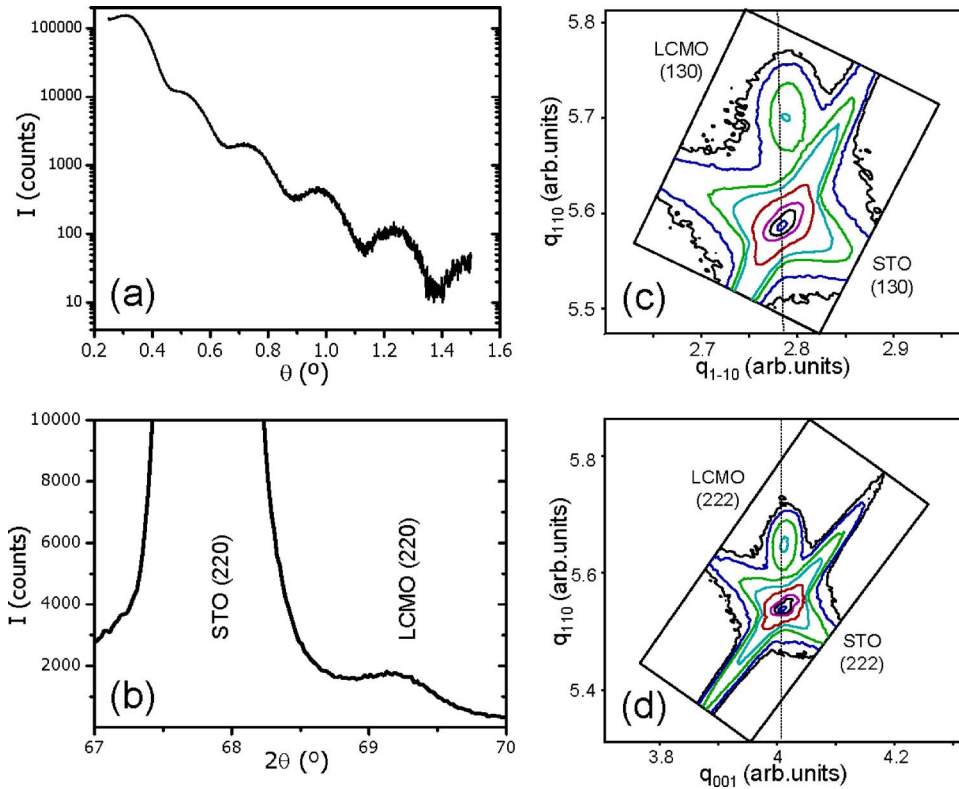 100000
10000
1000
100
10
I (counts)
(a)
0.2 0.4 0.6 0.8 1.0 1.2 1.4 1.6
θ (º)
5.8
5.7
5.6
5.5
q110 (arb.units)
LCMO
(130)
STO
(130)
(c)
2.7 2.8 2.9
q1-10 (arb.units)
10000
8000
6000
4000
2000
I (counts)
STO (220)
LCMO (220)
(b)
67 68 69 70
2θ (º)
5.8
5.6
5.4
q110 (arb.units)
LCMO
(222)
STO
(222)
(d)
3.8 4 4.2
q001 (arb.units)